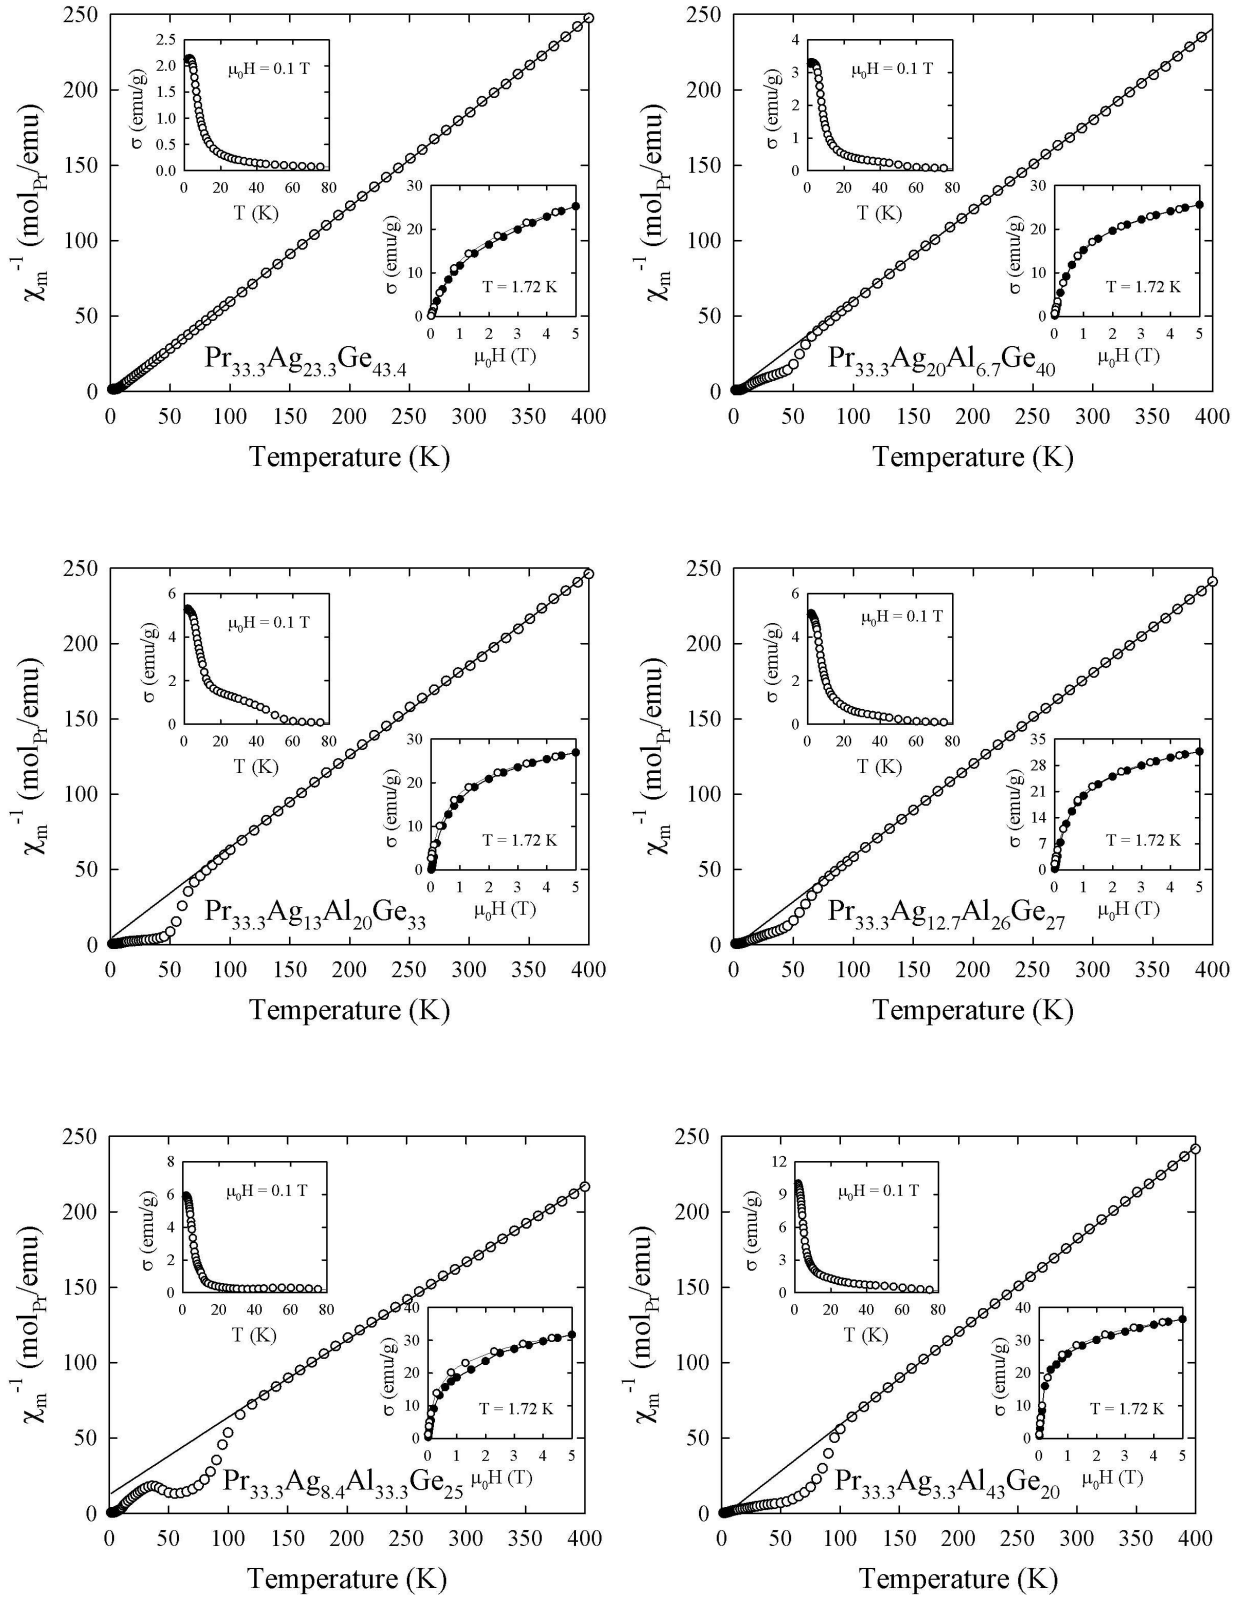 250
200
150
100
50
0
χm-1 (molPr/emu)
0 50 100 150 200 250 300 350 400
Temperature (K)
2.5
2.0
1.5
1.0
0.5
0.0
σ (emu/g)
μ0H = 0.1 T
0 20 40 60 80
T (K)
30
20
10
0
σ (emu/g)
T = 1.72 K
0 1 2 3 4 5
μ0H (T)
Pr33.3Ag23.3Ge43.4
250
200
150
100
50
0
χm-1 (molPr/emu)
0 50 100 150 200 250 300 350 400
Temperature (K)
4
3
2
1
0
σ (emu/g)
μ0H = 0.1 T
0 20 40 60 80
T (K)
30
20
10
0
σ (emu/g)
T = 1.72 K
0 1 2 3 4 5
μ0H (T)
Pr33.3Ag20Al6.7Ge40
250
200
150
100
50
0
χm-1 (molPr/emu)
0 50 100 150 200 250 300 350 400
Temperature (K)
6
4
2
0
σ (emu/g)
μ0H = 0.1 T
0 20 40 60 80
T (K)
30
20
10
0
σ (emu/g)
T = 1.72 K
0 1 2 3 4 5
μ0H (T)
Pr33.3Ag13Al20Ge33
250
200
150
100
50
0
χm-1 (molPr/emu)
0 50 100 150 200 250 300 350 400
Temperature (K)
6
4
2
0
σ (emu/g)
μ0H = 0.1 T
0 20 40 60 80
T (K)
35
28
21
14
7
0
σ (emu/g)
T = 1.72 K
0 1 2 3 4 5
μ0H (T)
Pr33.3Ag12.7Al26Ge27
250
200
150
100
50
0
χm-1 (molPr/emu)
0 50 100 150 200 250 300 350 400
Temperature (K)
8
6
4
2
0
σ (emu/g)
μ0H = 0.1 T
0 20 40 60 80
T (K)
40
30
20
10
0
σ (emu/g)
T = 1.72 K
0 1 2 3 4 5
μ0H (T)
Pr33.3Ag8.4Al33.3Ge25
250
200
150
100
50
0
χm-1 (molPr/emu)
0 50 100 150 200 250 300 350 400
Temperature (K)
12
9
6
3
0
σ (emu/g)
μ0H = 0.1 T
0 20 40 60 80
T (K)
40
30
20
10
0
σ (emu/g)
T = 1.72 K
0 1 2 3 4 5
μ0H (T)
Pr33.3Ag3.3Al43Ge20